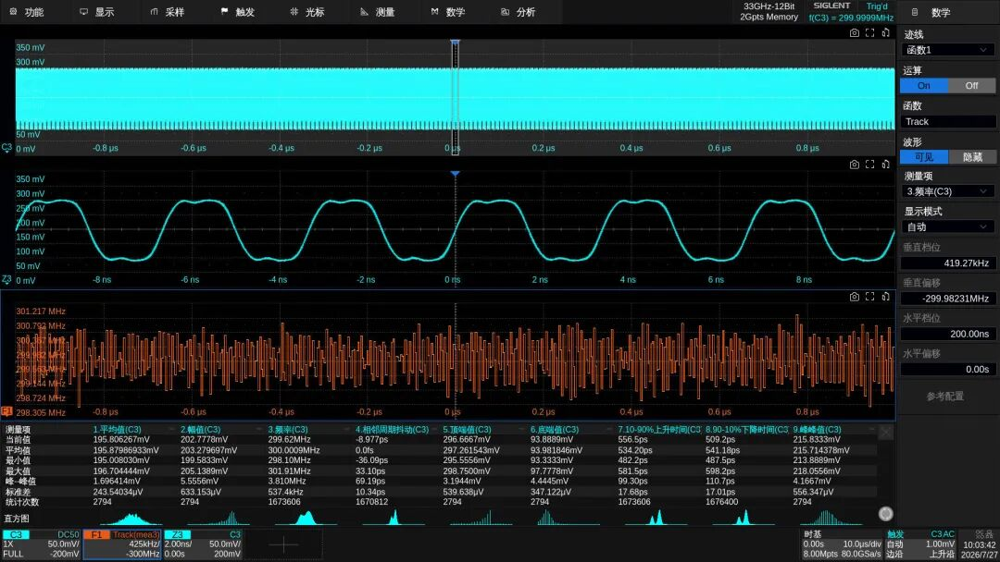 功能 显示 采样 触发 光标 测量 数学 分析
33GHz-12Bit
2Gpts Memory
SIGLENT Trig'd
f(C3) = 299.9999MHz
数学
350 mV
300 mV
50 mV
C3 0 mV -0.8 µs -0.6 µs -0.4 µs -0.2 µs 0 µs 0.2 µs 0.4 µs 0.6 µs 0.8 µs
350 mV
300 mV
250 mV
200 mV
150 mV
100 mV
50 mV
Z3 0 mV -8 ns -6 ns -4 ns -2 ns 0 ns 2 ns 4 ns 6 ns 8 ns
301.217 MHz
300.792 MHz
299.144 MHz
298.724 MHz
F1 298.305 MHz -0.8 µs -0.6 µs -0.4 µs -0.2 µs 0 µs 0.2 µs 0.4 µs 0.6 µs 0.8 µs
测量项 1.平均值(C3) 2.幅值(C3) 3.频率(C3) 4.相邻周期抖动(C3) 5.顶端值(C3) 6.底端值(C3) 7.10-90%上升时间(C3 8.90-10%下降时间(C3 9.峰峰值(C3)
当前值 195.806267mV 202.7778mV 299.62MHz -8.977ps 296.6667mV 93.8889mV 556.5ps 509.2ps 215.8333mV
平均值 195.87986933mV 203.279697mV 300.0009MHz 0.0fs 297.261543mV 93.981846mV 534.20ps 541.18ps 215.714378mV
最小值 195.008030mV 199.5833mV 298.10MHz -36.09ps 295.5556mV 93.3333mV 482.2ps 487.5ps 213.8889mV
最大值 196.704444mV 205.1389mV 301.91MHz 33.10ps 298.7500mV 97.7778mV 581.5ps 598.2ps 218.0556mV
峰--峰值 1.696414mV 5.5556mV 3.810MHz 69.19ps 3.1944mV 4.4445mV 99.30ps 110.7ps 4.1667mV
标准差 243.54034µV 633.153µV 537.4kHz 10.34ps 539.638µV 347.122µV 17.68ps 17.01ps 556.347µV
统计次数 2794 2794 1673606 1670812 2794 2794 1673606 1676400 2794
直方图
C3 DC50
1X 50.0mV/
FULL -200mV
F1 Track(mea3)
425kHz/
-300MHz
Z3 C3
2.00ns/ 50.0mV/
0.00s 200mV
时基
0.00s 10.0µs/div
8.00Mpts 80.0GSa/s
触发 C3 AC
自动 1.00mV
边沿 上升沿
10:03:42
2026/7/27
迹线
函数1
运算
On Off
函数
Track
波形
可见 隐藏
测量项
3.频率(C3)
显示模式
自动
垂直档位
419.27kHz
垂直偏移
-299.98231MHz
水平档位
200.00ns
水平偏移
0.00s
参考配置